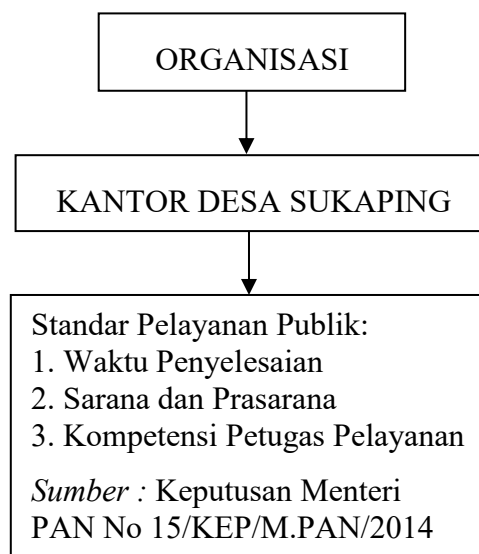 ORGANISASI
KANTOR DESA SUKAPING
Standar Pelayanan Publik:
1. Waktu Penyelesaian
2. Sarana dan Prasarana
3. Kompetensi Petugas Pelayanan
Sumber : Keputusan Menteri
PAN No 15/KEP/M.PAN/2014